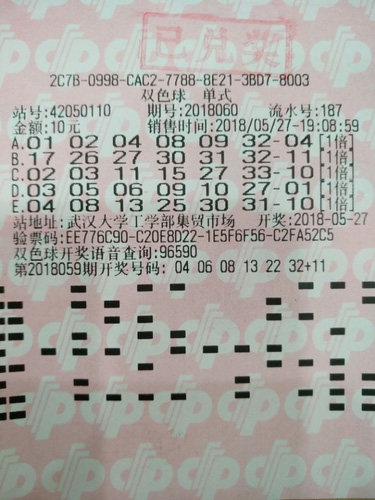 已兑奖
2C7B-0998-CAC2-7788-8E21-3BD7-8003
双色球 单式
站号:42050110 期号:2018060 流水号:187
金额:10元 销售时间:2018/05/27-19:08:59
A.01 02 04 08 09 32-04[1倍]
B.17 26 27 30 31 32-11[1倍]
C.02 03 11 15 27 33-10[1倍]
D.03 05 06 09 10 27-01[1倍]
E.04 08 13 25 30 31-10[1倍]
站地址:武汉大学工学部集贸市场 开奖:2018-05-27
验票码:EE776C90-C20E8D22-1E5F6F56-C2FA52C5
双色球开奖语音查询:96590
第2018059期开奖号码: 04 06 08 13 22 32+11